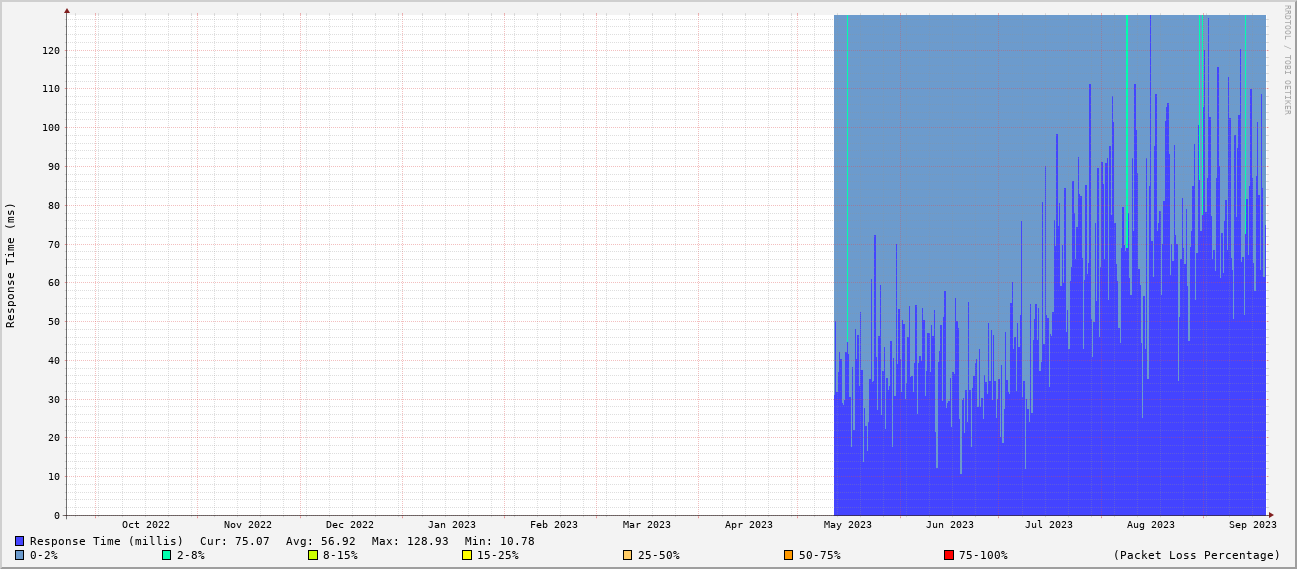 RRDTOOL / TOBI OETIKER
Response Time (ms)
120
110
100
90
80
70
60
50
40
30
20
10
0
Oct 2022 Nov 2022 Dec 2022 Jan 2023 Feb 2023 Mar 2023 Apr 2023 May 2023 Jun 2023 Jul 2023 Aug 2023 Sep 2023
Response Time (millis) Cur: 75.07 Avg: 56.92 Max: 128.93 Min: 10.78
0-2% 2-8% 8-15% 15-25% 25-50% 50-75% 75-100% (Packet Loss Percentage)